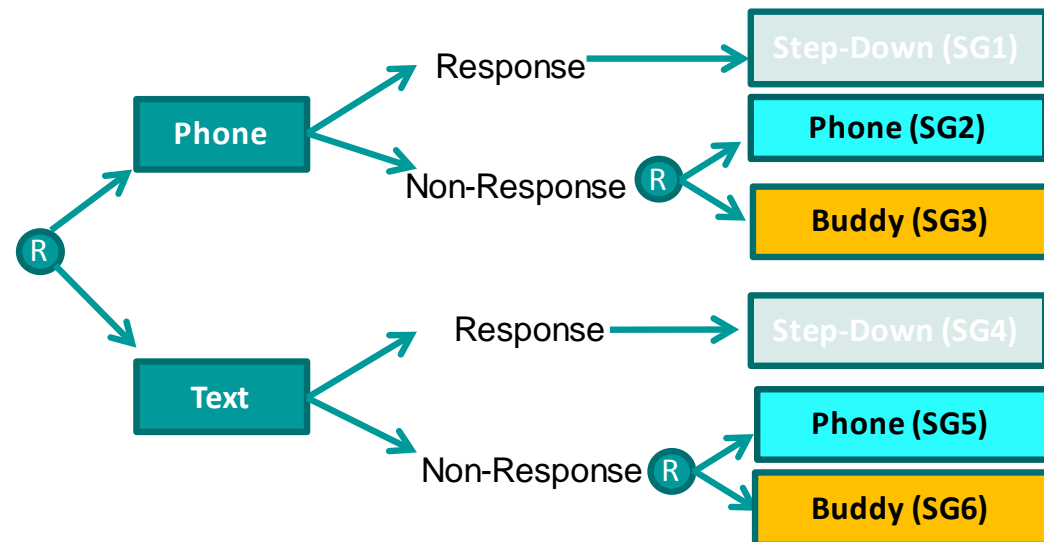 Step-Down (SG1)
Response
Phone
Phone (SG2)
Non-Response
R
Buddy (SG3)
R
Step-Down (SG4)
Response
Text
Phone (SG5)
Non-Response
R
Buddy (SG6)